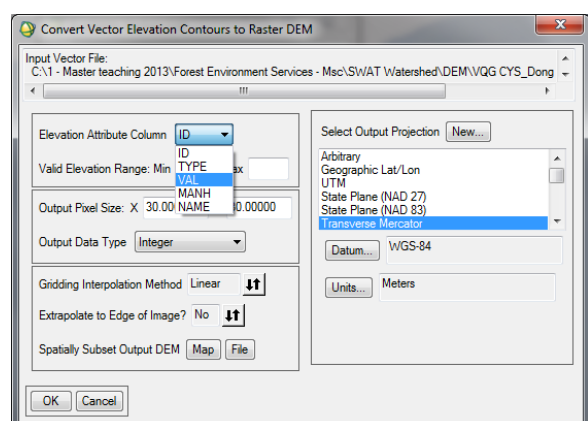 Convert Vector Elevation Contours to Raster DEM
Input Vector File:
C:\1 - Master teaching 2013\Forest Environment Services - Msc\SWAT Watershed\DEM\VQG CYS_Dong
Elevation Attribute Column ID
ID
TYPE
VAL
MANH
NAME
Valid Elevation Range: Min ax
Output Pixel Size: X 30.00 0.00000
Output Data Type Integer
Gridding Interpolation Method Linear
Extrapolate to Edge of Image? No
Spatially Subset Output DEM Map File
Select Output Projection New...
Arbitrary
Geographic Lat/Lon
UTM
State Plane (NAD 27)
State Plane (NAD 83)
Transverse Mercator
Datum... WGS-84
Units... Meters
OK Cancel